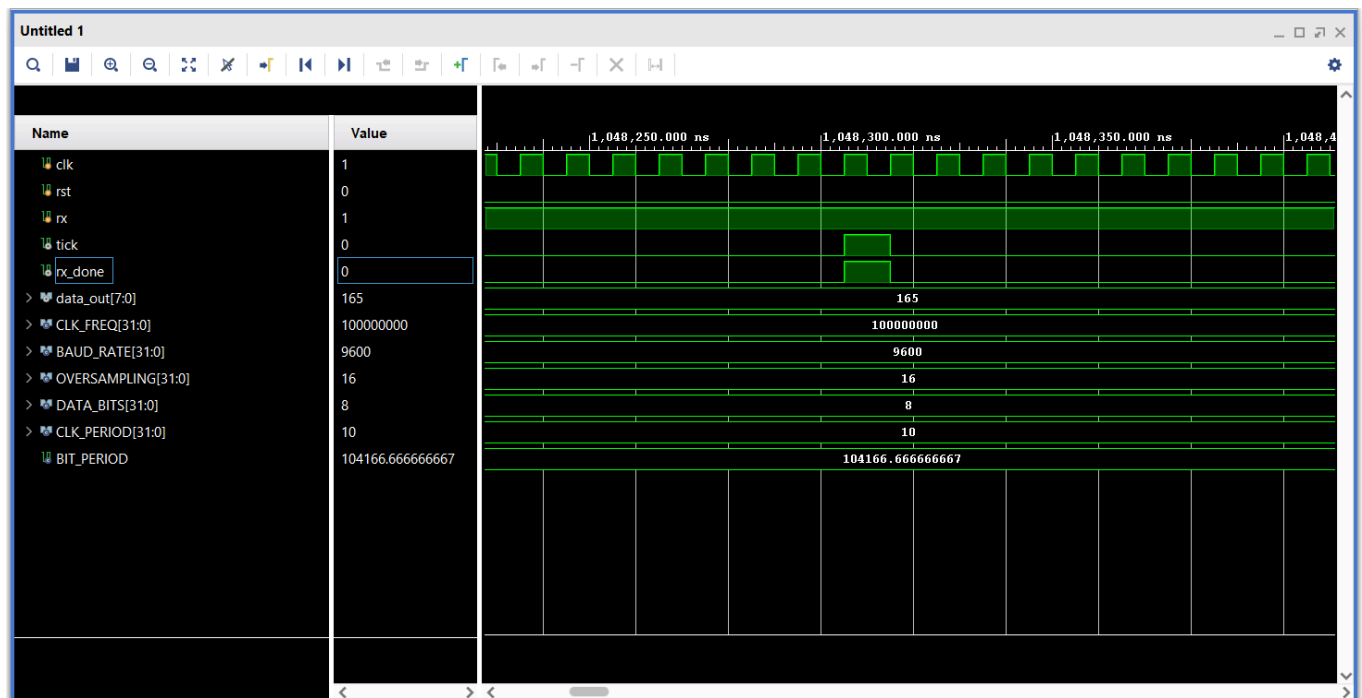 Untitled 1
Name Value
1,048,250.000 ns 1,048,300.000 ns 1,048,350.000 ns 1,048,4
clk 1
rst 0
rx 1
tick 0
rx_done 0
data_out[7:0] 165 165
CLK_FREQ[31:0] 100000000 100000000
BAUD_RATE[31:0] 9600 9600
OVERSAMPLING[31:0] 16 16
DATA_BITS[31:0] 8 8
CLK_PERIOD[31:0] 10 10
BIT_PERIOD 104166.666666667 104166.666666667